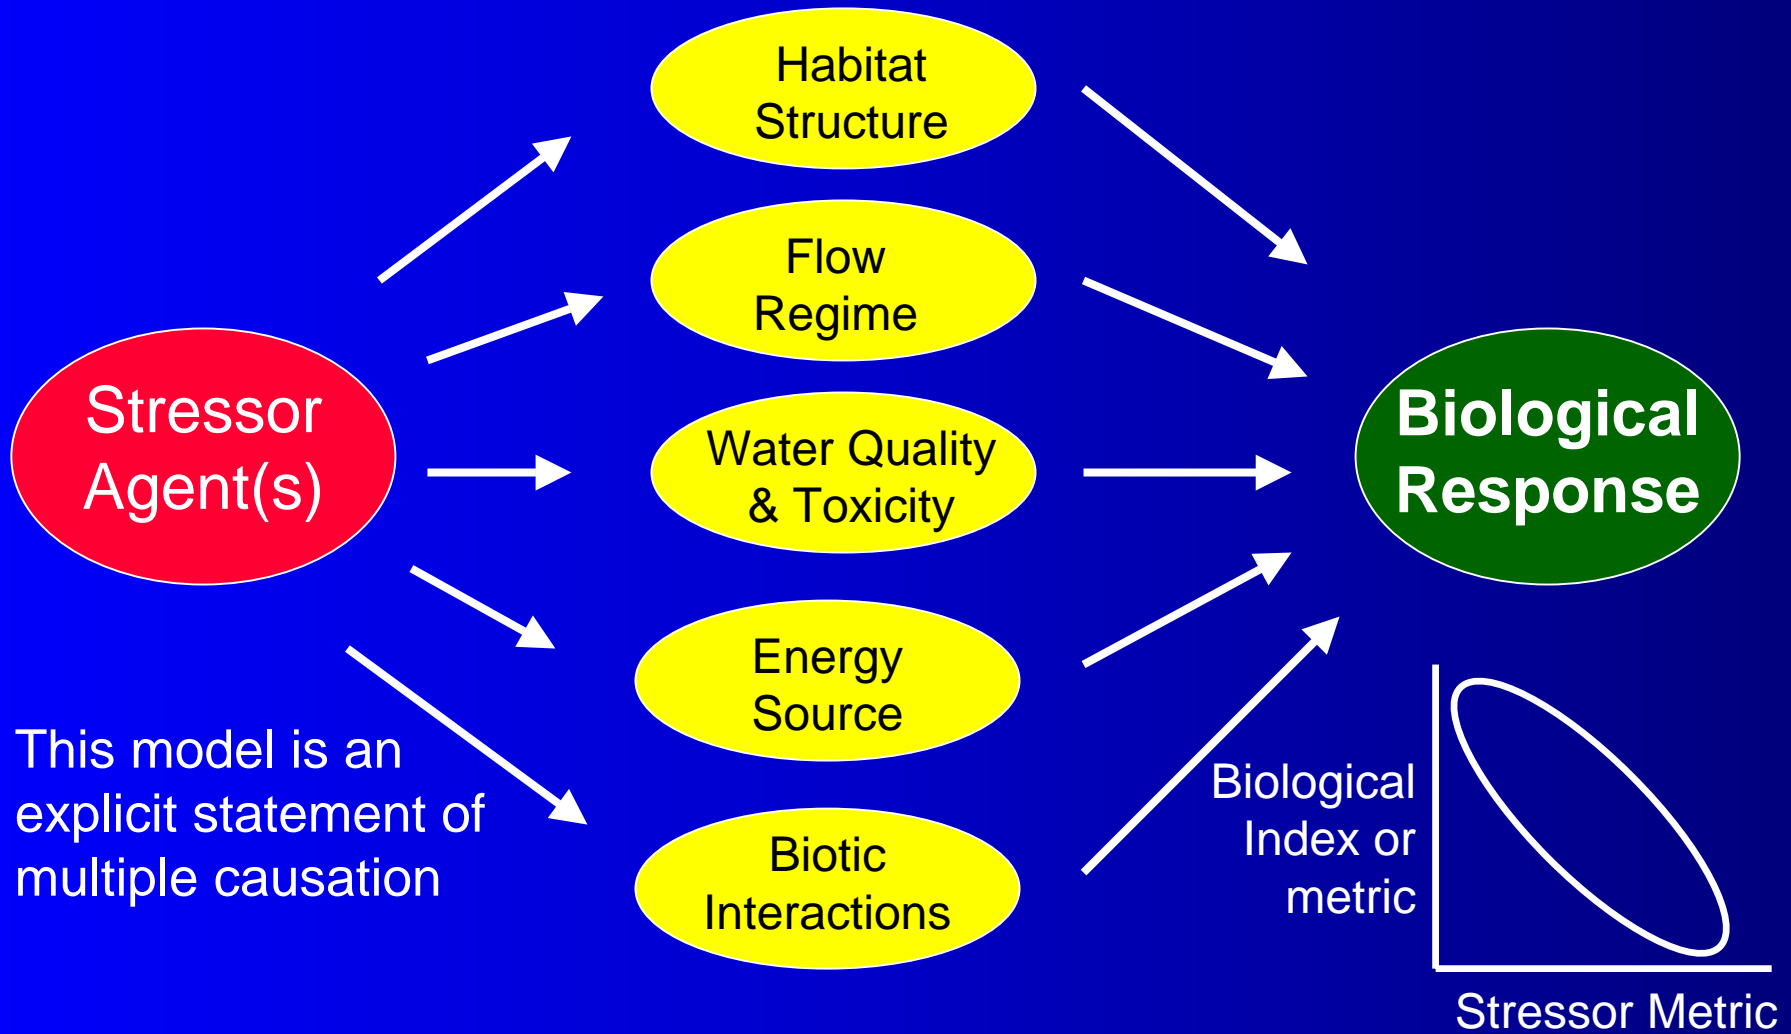 Habitat
Structure
Flow
Regime
Stressor
Agent(s)
Water Quality
& Toxicity
Biological
Response
Energy
Source
Biotic
Interactions
This model is an
explicit statement of
multiple causation
Biological
Index or
metric
Stressor Metric